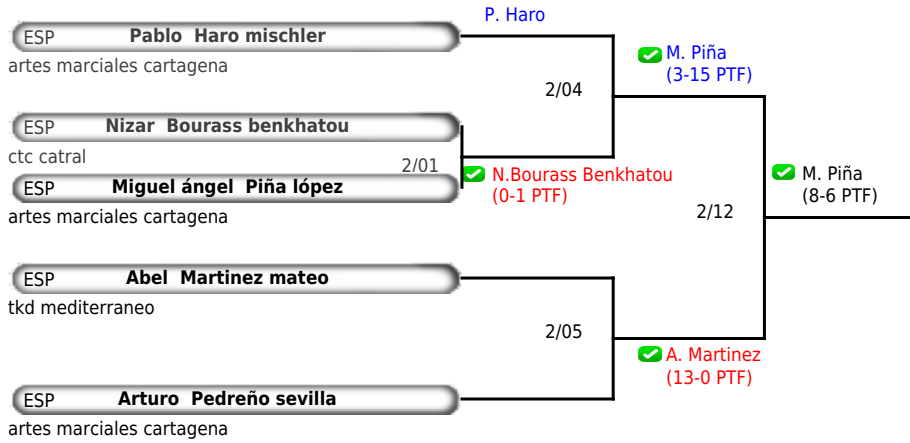 P. Haro
ESP Pablo Haro mischler
artes marciales cartagena
M. Piña
(3-15 PTF)
2/04
ESP Nizar Bourass benkhatou
ctc catral
2/01
N.Bourass Benkhatou
(0-1 PTF)
ESP Miguel ángel Piña lópez
artes marciales cartagena
M. Piña
(8-6 PTF)
2/12
ESP Abel Martinez mateo
tkd mediterraneo
2/05
A. Martinez
(13-0 PTF)
ESP Arturo Pedreño sevilla
artes marciales cartagena